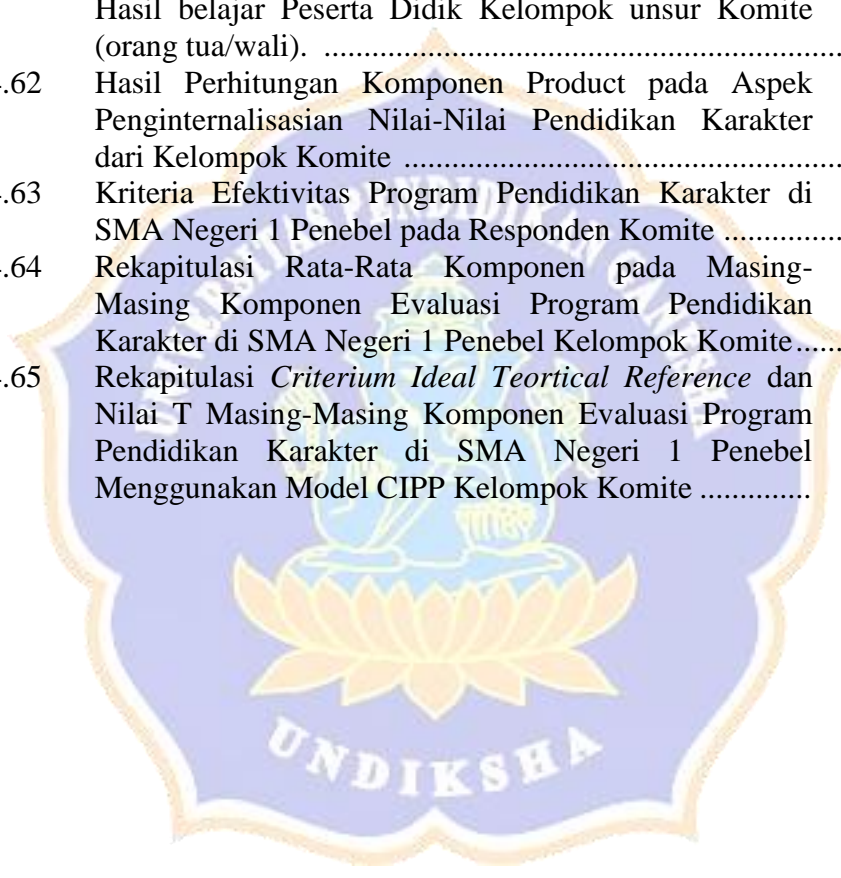 Hasil belajar Peserta Didik Kelompok unsur Komite
(orang tua/wali). ................................................................
.62 Hasil Perhitungan Komponen Product pada Aspek
Penginternalisasian Nilai-Nilai Pendidikan Karakter
dari Kelompok Komite .....................................................
.63 Kriteria Efektivitas Program Pendidikan Karakter di
SMA Negeri 1 Penebel pada Responden Komite ..............
.64 Rekapitulasi Rata-Rata Komponen pada Masing-
Masing Komponen Evaluasi Program Pendidikan
Karakter di SMA Negeri 1 Penebel Kelompok Komite......
.65 Rekapitulasi Criterium Ideal Teortical Reference dan
Nilai T Masing-Masing Komponen Evaluasi Program
Pendidikan Karakter di SMA Negeri 1 Penebel
Menggunakan Model CIPP Kelompok Komite ..............
UNIVERSITAS PENDIDIKAN GANESHA
UNDIKSHA